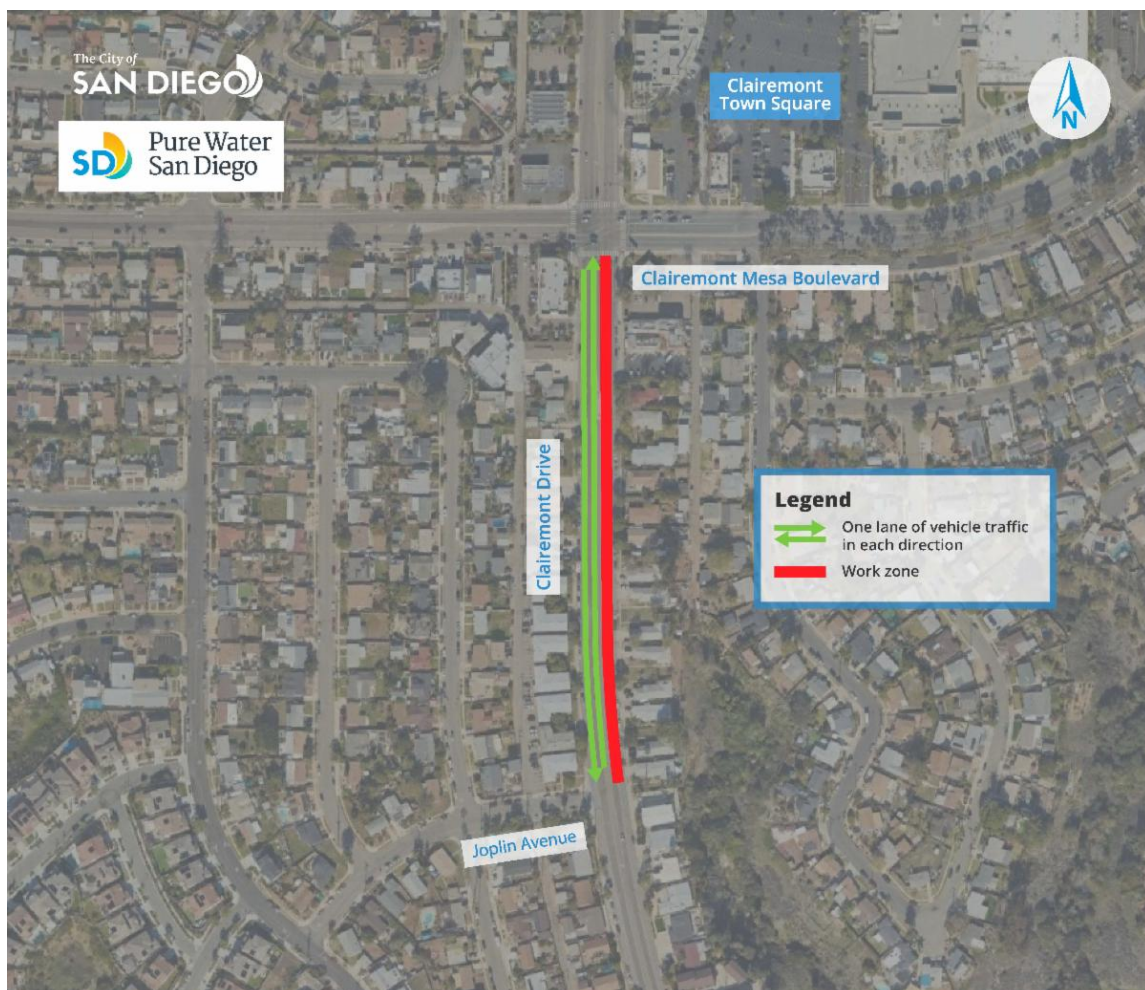 The City of
SAN DIEGO
SD
Pure Water
San Diego
Clairemont
Town Square
N
Clairemont Mesa Boulevard
Clairemont Drive
Legend
One lane of vehicle traffic
in each direction
Work zone
Joplin Avenue